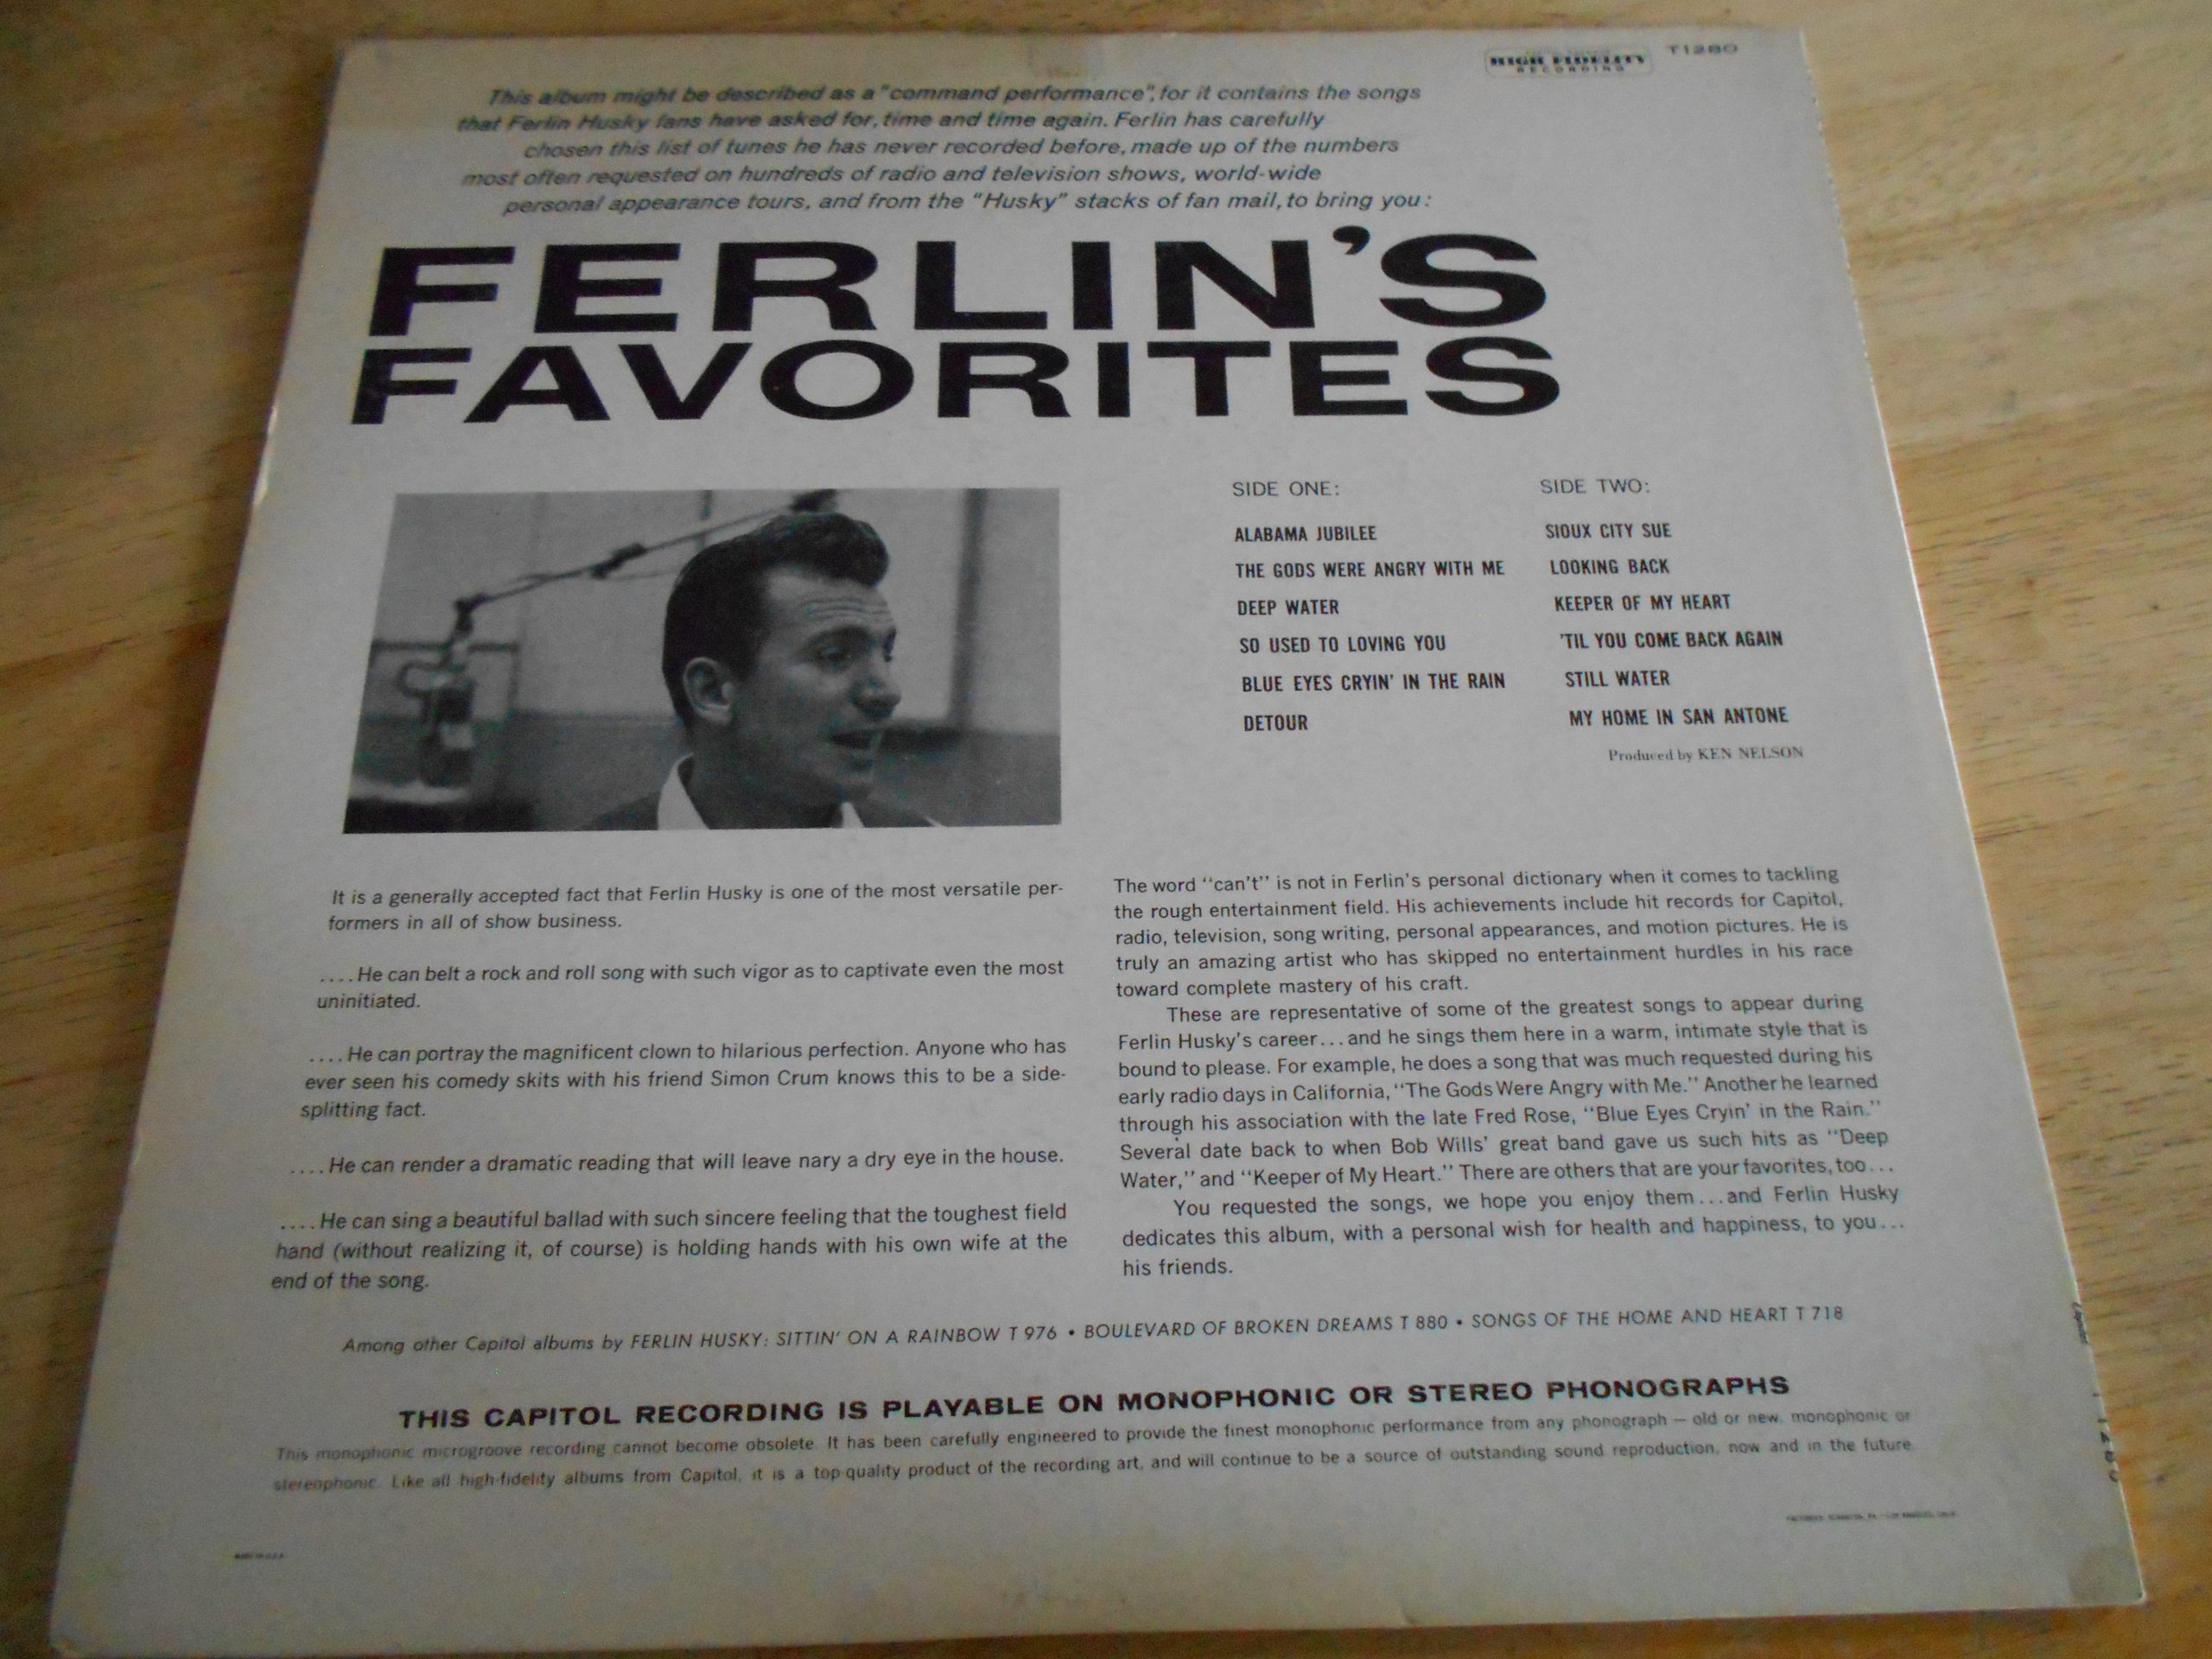 HIGH FIDELITY
RECORDING
T1280
This album might be described as a "command performance", for it contains the songs
that Ferlin Husky fans have asked for, time and time again. Ferlin has carefully
chosen this list of tunes he has never recorded before, made up of the numbers
most often requested on hundreds of radio and television shows, world-wide
personal appearance tours, and from the "Husky" stacks of fan mail, to bring you:
FERLIN'S
FAVORITES
SIDE ONE:
ALABAMA JUBILEE
THE GODS WERE ANGRY WITH ME
DEEP WATER
SO USED TO LOVING YOU
BLUE EYES CRYIN' IN THE RAIN
DETOUR
SIDE TWO:
SIOUX CITY SUE
LOOKING BACK
KEEPER OF MY HEART
'TIL YOU COME BACK AGAIN
STILL WATER
MY HOME IN SAN ANTONE
Produced by KEN NELSON
It is a generally accepted fact that Ferlin Husky is one of the most versatile per-
formers in all of show business.
....He can belt a rock and roll song with such vigor as to captivate even the most
uninitiated.
....He can portray the magnificent clown to hilarious perfection. Anyone who has
ever seen his comedy skits with his friend Simon Crum knows this to be a side-
splitting fact.
....He can render a dramatic reading that will leave nary a dry eye in the house.
....He can sing a beautiful ballad with such sincere feeling that the toughest field
hand (without realizing it, of course) is holding hands with his own wife at the
end of the song.
The word "can't" is not in Ferlin's personal dictionary when it comes to tackling
the rough entertainment field. His achievements include hit records for Capitol,
radio, television, song writing, personal appearances, and motion pictures. He is
truly an amazing artist who has skipped no entertainment hurdles in his race
toward complete mastery of his craft.
These are representative of some of the greatest songs to appear during
Ferlin Husky's career...and he sings them here in a warm, intimate style that is
bound to please. For example, he does a song that was much requested during his
early radio days in California, "The Gods Were Angry with Me." Another he learned
through his association with the late Fred Rose, "Blue Eyes Cryin' in the Rain."
Several date back to when Bob Wills' great band gave us such hits as "Deep
Water," and "Keeper of My Heart." There are others that are your favorites, too...
You requested the songs, we hope you enjoy them...and Ferlin Husky
dedicates this album, with a personal wish for health and happiness, to you...
his friends.
Among other Capitol albums by FERLIN HUSKY: SITTIN' ON A RAINBOW T 976 • BOULEVARD OF BROKEN DREAMS T 880 • SONGS OF THE HOME AND HEART T 718
THIS CAPITOL RECORDING IS PLAYABLE ON MONOPHONIC OR STEREO PHONOGRAPHS
This monophonic microgroove recording cannot become obsolete. It has been carefully engineered to provide the finest monophonic performance from any phonograph — old or new, monophonic or
stereophonic. Like all high-fidelity albums from Capitol, it is a top-quality product of the recording art, and will continue to be a source of outstanding sound reproduction, now and in the future.